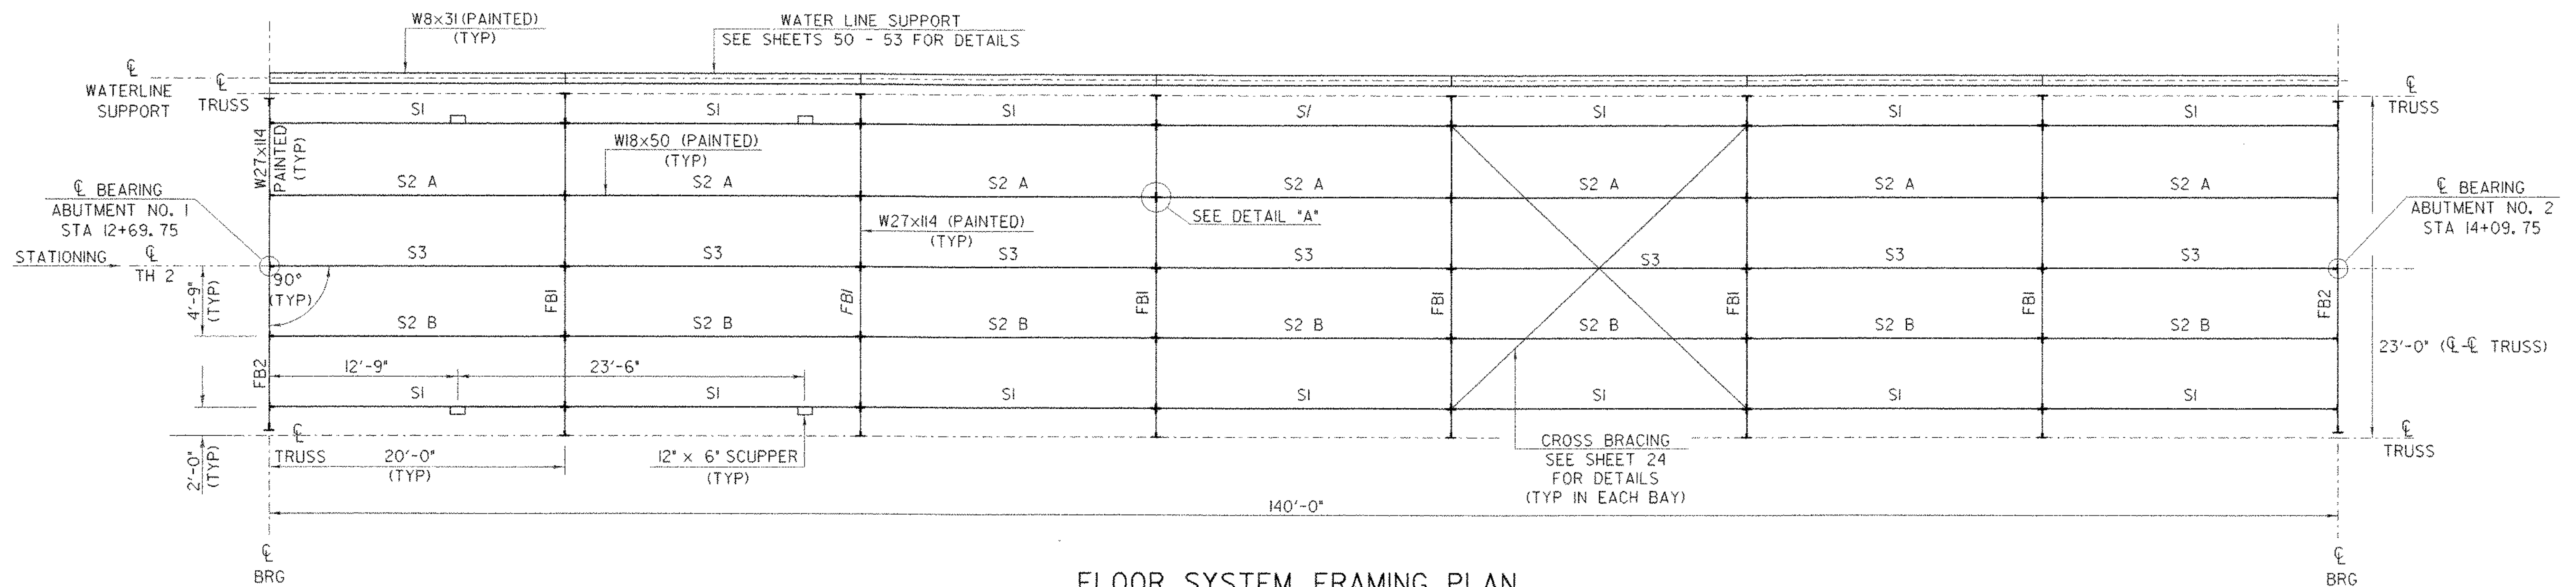 W8x31 (PAINTED)
(TYP)
WATER LINE SUPPORT
SEE SHEETS 50 - 53 FOR DETAILS
℄
WATERLINE
SUPPORT
℄
TRUSS
℄
TRUSS
S1 S1 S1 S1 S1 S1 S1
W27x114
PAINTED
(TYP)
W18x50 (PAINTED)
(TYP)
S2 A S2 A S2 A S2 A S2 A S2 A S2 A
℄ BEARING
ABUTMENT NO. 1
STA 12+69.75
℄ BEARING
ABUTMENT NO. 2
STA 14+09.75
SEE DETAIL "A"
W27x114 (PAINTED)
(TYP)
STATIONING
℄
TH 2
S3 S3 S3 S3 S3 S3 S3
90°
(TYP)
4'-9"
(TYP)
FB1 FB1 FB1 FB1 FB1 FB1 FB2
S2 B S2 B S2 B S2 B S2 B S2 B S2 B
23'-0" (℄-℄ TRUSS)
FB2
12'-9"
23'-6"
S1 S1 S1 S1 S1 S1 S1
℄
TRUSS
℄
TRUSS
2'-0"
(TYP)
20'-0"
(TYP)
12" x 6" SCUPPER
(TYP)
CROSS BRACING
SEE SHEET 24
FOR DETAILS
(TYP IN EACH BAY)
140'-0"
℄
BRG
℄
BRG
FLOOR SYSTEM FRAMING PLAN